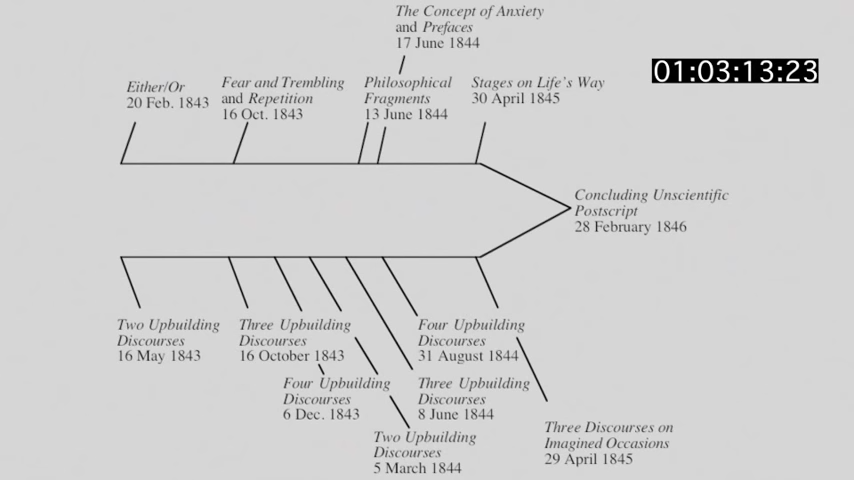 The Concept of Anxiety
and Prefaces
17 June 1844
01:03:13:23
Either/Or
20 Feb. 1843
Fear and Trembling
and Repetition
16 Oct. 1843
Philosophical
Fragments
13 June 1844
Stages on Life's Way
30 April 1845
Concluding Unscientific
Postscript
28 February 1846
Two Upbuilding
Discourses
16 May 1843
Three Upbuilding
Discourses
16 October 1843
Four Upbuilding
Discourses
31 August 1844
Four Upbuilding
Discourses
6 Dec. 1843
Three Upbuilding
Discourses
8 June 1844
Two Upbuilding
Discourses
5 March 1844
Three Discourses on
Imagined Occasions
29 April 1845